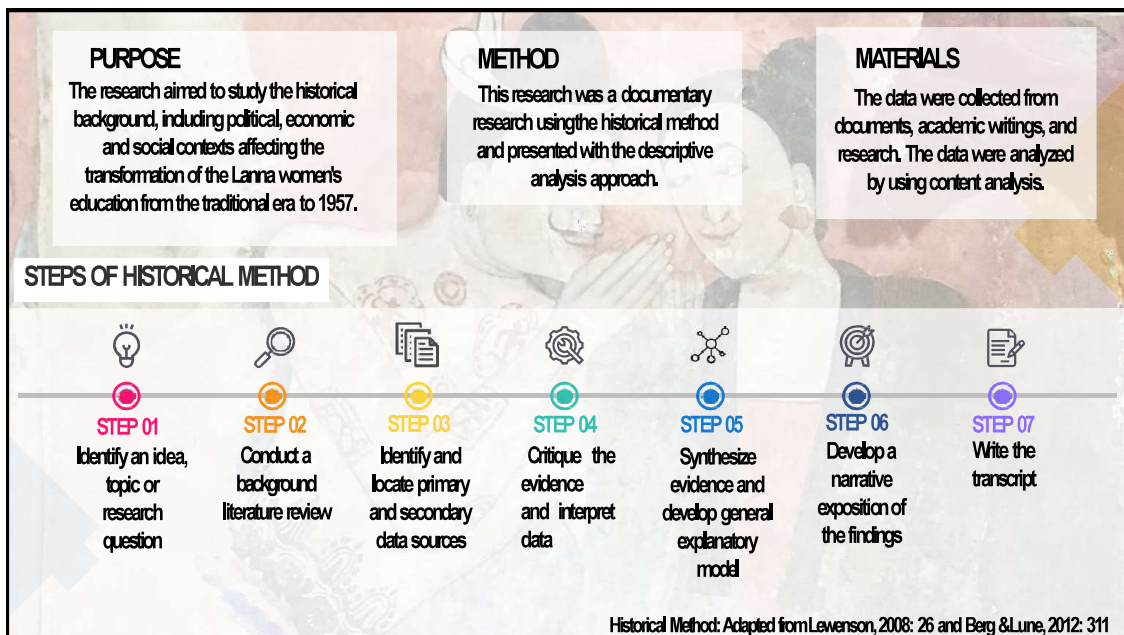 PURPOSE
The research aimed to study the historical
background, including political, economic
and social contexts affecting the
transformation of the Lanna women's
education from the traditional era to 1957.
METHOD
This research was a documentary
research using the historical method
and presented with the descriptive
analysis approach.
MATERIALS
The data were collected from
documents, academic writings, and
research. The data were analyzed
by using content analysis.
STEPS OF HISTORICAL METHOD
STEP 01
Identify an idea,
topic or
research
question
STEP 02
Conduct a
background
literature review
STEP 03
Identify and
locate primary
and secondary
data sources
STEP 04
Critique the
evidence
and interpret
data
STEP 05
Synthesize
evidence and
develop general
explanatory
model
STEP 06
Develop a
narrative
exposition of
the findings
STEP 07
Write the
transcript
Historical Method: Adapted from Lewenson, 2008: 26 and Berg & Lune, 2012: 311